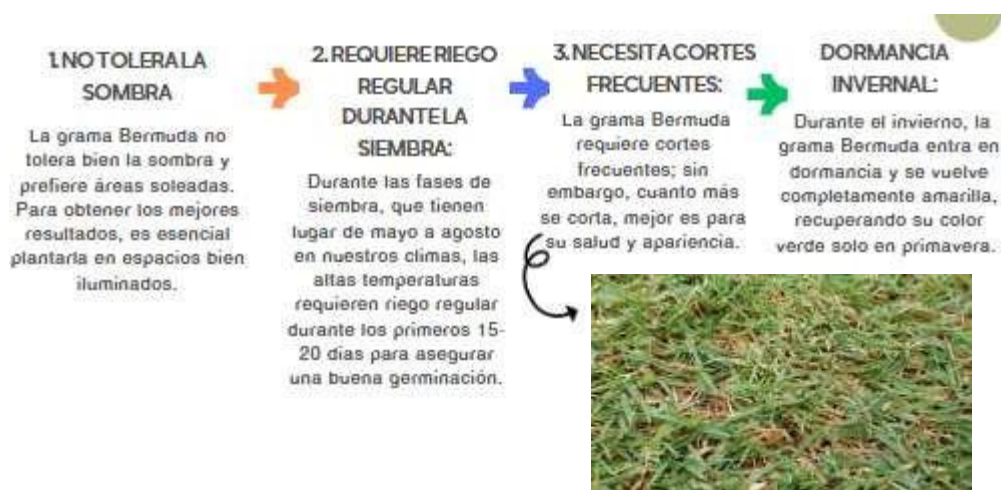 1.NO TOLERA LA
SOMBRA
La grama Bermuda no
tolera bien la sombra y
prefiere áreas soleadas.
Para obtener los mejores
resultados, es esencial
plantarla en espacios bien
iluminados.
2. REQUIERE RIEGO
REGULAR
DURANTE LA
SIEMBRA:
Durante las fases de
siembra, que tienen
lugar de mayo a agosto
en nuestros climas, las
altas temperaturas
requieren riego regular
durante los primeros 15-
20 días para asegurar
una buena germinación.
3. NECESITA CORTES
FRECUENTES:
La grama Bermuda
requiere cortes
frecuentes; sin
embargo, cuanto más
se corta, mejor es para
su salud y apariencia.
DORMANCIA
INVERNAL:
Durante el invierno, la
grama Bermuda entra en
dormancia y se vuelve
completamente amarilla,
recuperando su color
verde solo en primavera.